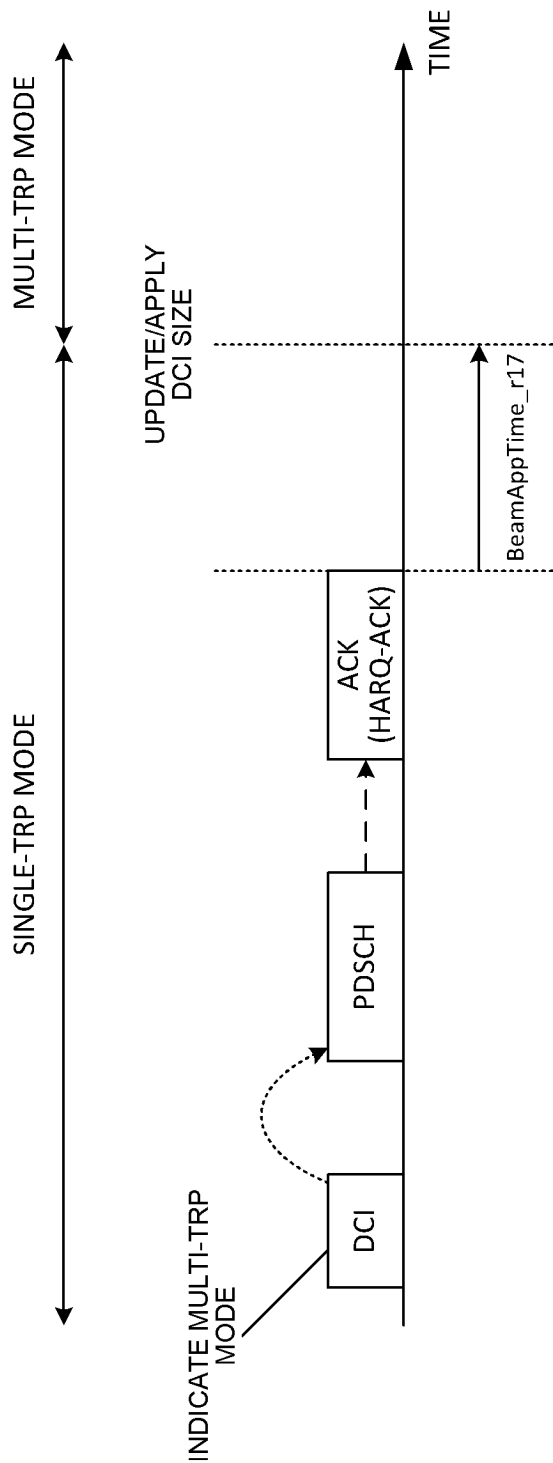 SINGLE-TRP MODE
MULTI-TRP MODE
INDICATE MULTI-TRP
MODE
UPDATE/APPLY
DCI SIZE
DCI
PDSCH
ACK
(HARQ-ACK)
TIME
BeamAppTime_r17